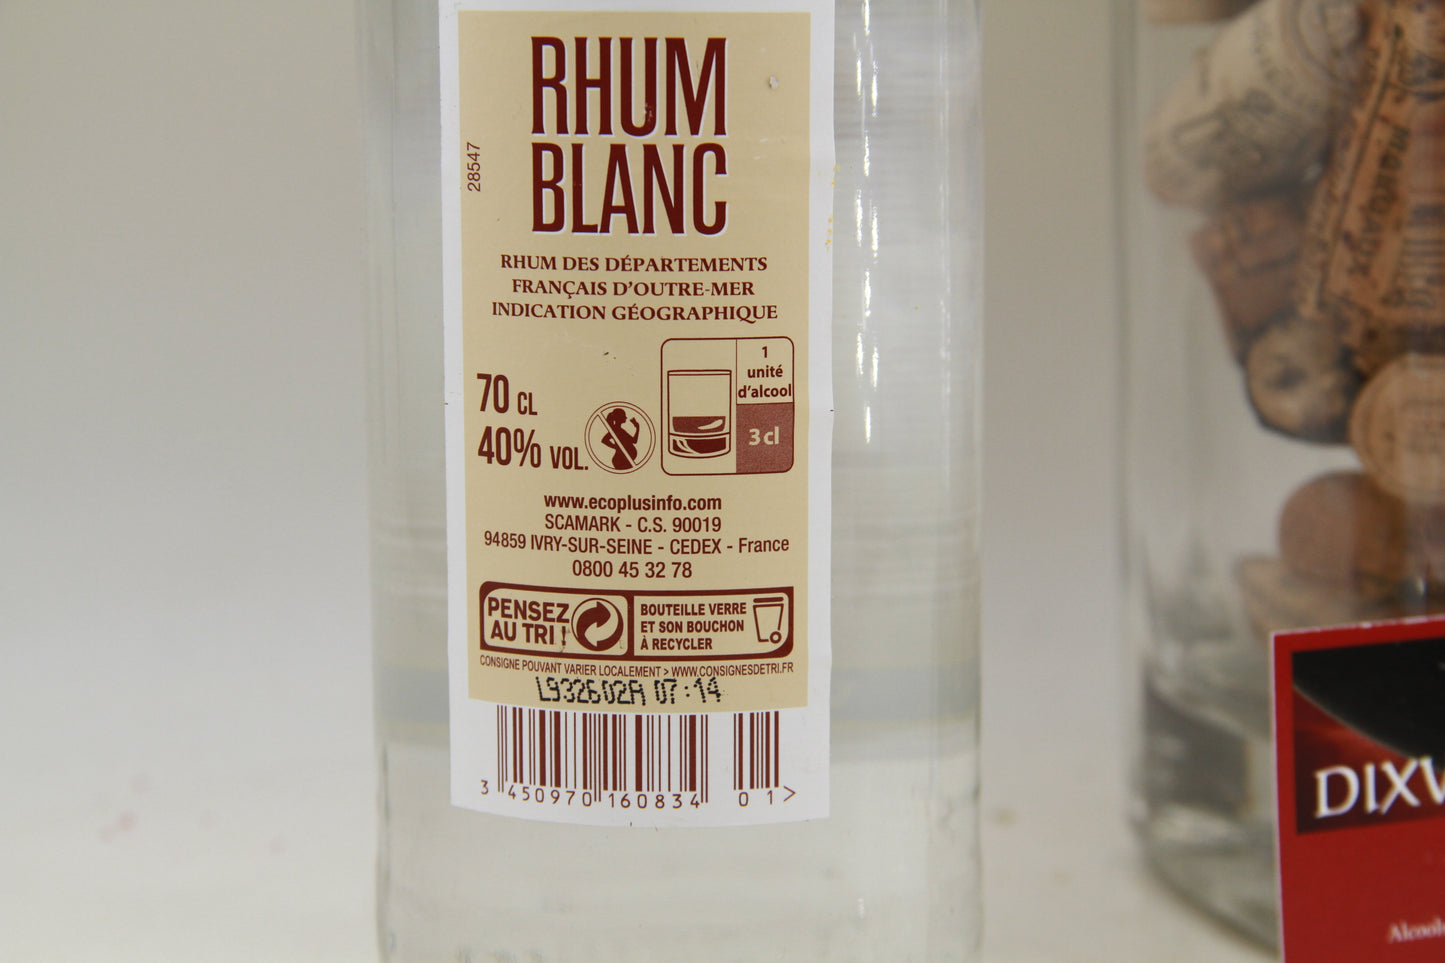 RHUM
BLANC
28547
RHUM DES DÉPARTEMENTS
FRANÇAIS D'OUTRE-MER
INDICATION GÉOGRAPHIQUE
70 CL
40% VOL.
1
unité
d'alcool
3 cl
www.ecoplusinfo.com
SCAMARK - C.S. 90019
94859 IVRY-SUR-SEINE - CEDEX - France
0800 45 32 78
PENSEZ
AU TRI !
BOUTEILLE VERRE
ET SON BOUCHON
À RECYCLER
CONSIGNE POUVANT VARIER LOCALEMENT > WWW.CONSIGNESDETRI.FR
L932602A 07:14
3 450970 160834 01>